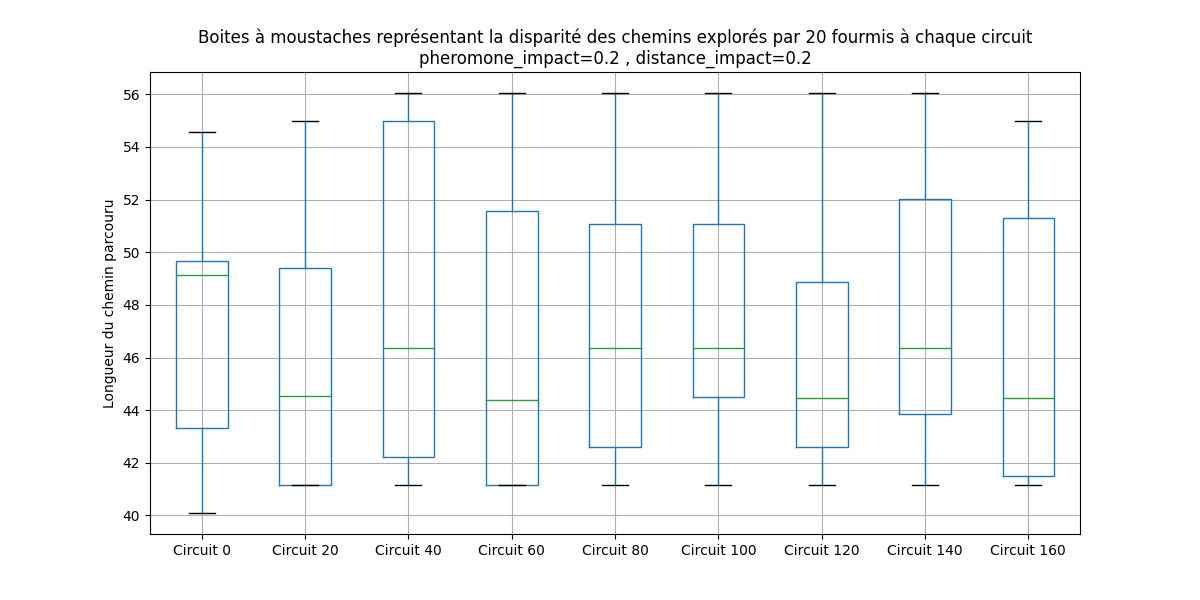 Boites à moustaches représentant la disparité des chemins explorés par 20 fourmis à chaque circuit
pheromone_impact=0.2 , distance_impact=0.2
Longueur du chemin parcouru
56
54
52
50
48
46
44
42
40
Circuit 0 Circuit 20 Circuit 40 Circuit 60 Circuit 80 Circuit 100 Circuit 120 Circuit 140 Circuit 160